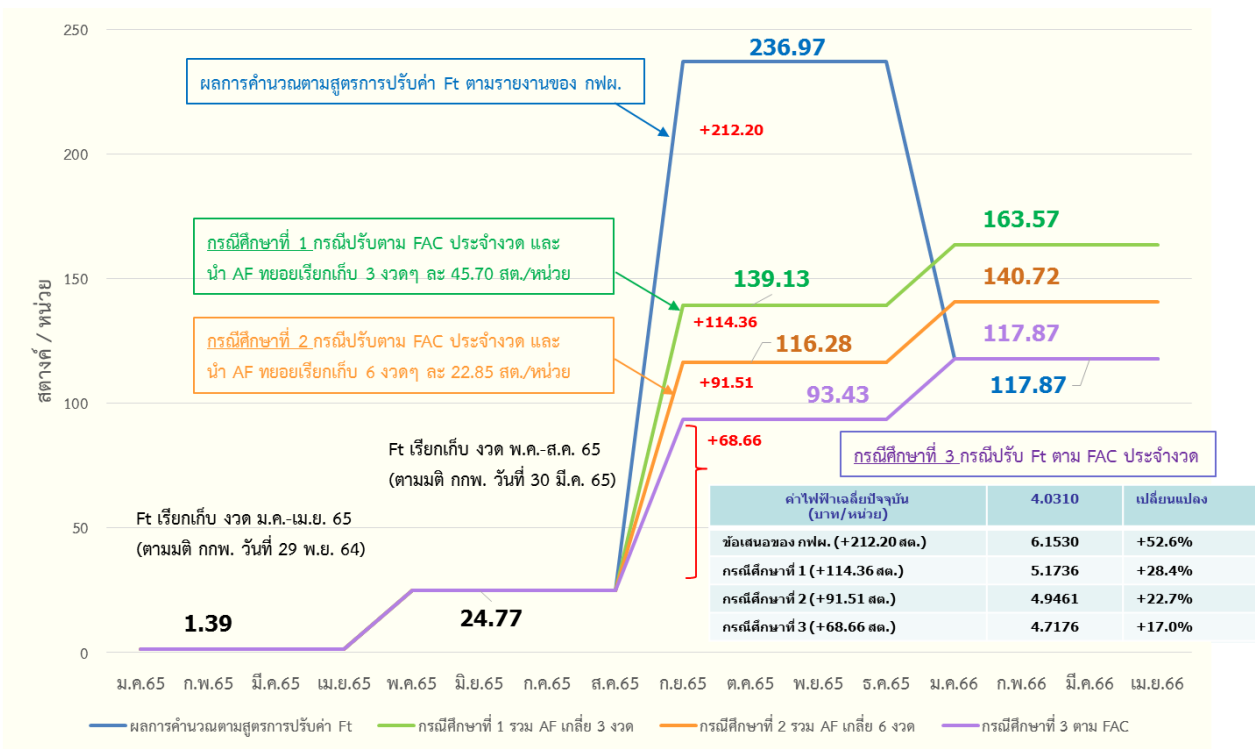 250
236.97
ผลการคำนวณตามสูตรการปรับค่า Ft ตามรายงานของ กฟผ.
+212.20
200
กรณีศึกษาที่ 1 กรณีปรับตาม FAC ประจำงวด และ
นำ AF ทยอยเรียกเก็บ 3 งวดๆ ละ 45.70 สต./หน่วย
163.57
150
139.13
140.72
+114.36
กรณีศึกษาที่ 2 กรณีปรับตาม FAC ประจำงวด และ
นำ AF ทยอยเรียกเก็บ 6 งวดๆ ละ 22.85 สต./หน่วย
116.28
117.87
+91.51
93.43
117.87
สตางค์ / หน่วย
100
+68.66
Ft เรียกเก็บ งวด พ.ค.-ส.ค. 65
(ตามมติ กกพ. วันที่ 30 มี.ค. 65)
กรณีศึกษาที่ 3 กรณีปรับ Ft ตาม FAC ประจำงวด
ค่าไฟฟ้าเฉลี่ยปัจจุบัน
(บาท/หน่วย)
4.0310
เปลี่ยนแปลง
ข้อเสนอของ กฟผ. (+212.20 สต.) 6.1530 +52.6%
กรณีศึกษาที่ 1 (+114.36 สต.) 5.1736 +28.4%
กรณีศึกษาที่ 2 (+91.51 สต.) 4.9461 +22.7%
กรณีศึกษาที่ 3 (+68.66 สต.) 4.7176 +17.0%
50
Ft เรียกเก็บ งวด ม.ค.-เม.ย. 65
(ตามมติ กกพ. วันที่ 29 พ.ย. 64)
1.39
24.77
0
ม.ค.65 ก.พ.65 มี.ค.65 เม.ย.65 พ.ค.65 มิ.ย.65 ก.ค.65 ส.ค.65 ก.ย.65 ต.ค.65 พ.ย.65 ธ.ค.65 ม.ค.66 ก.พ.66 มี.ค.66 เม.ย.66
ผลการคำนวณตามสูตรการปรับค่า Ft กรณีศึกษาที่ 1 รวม AF เกลี่ย 3 งวด กรณีศึกษาที่ 2 รวม AF เกลี่ย 6 งวด กรณีศึกษาที่ 3 ตาม FAC